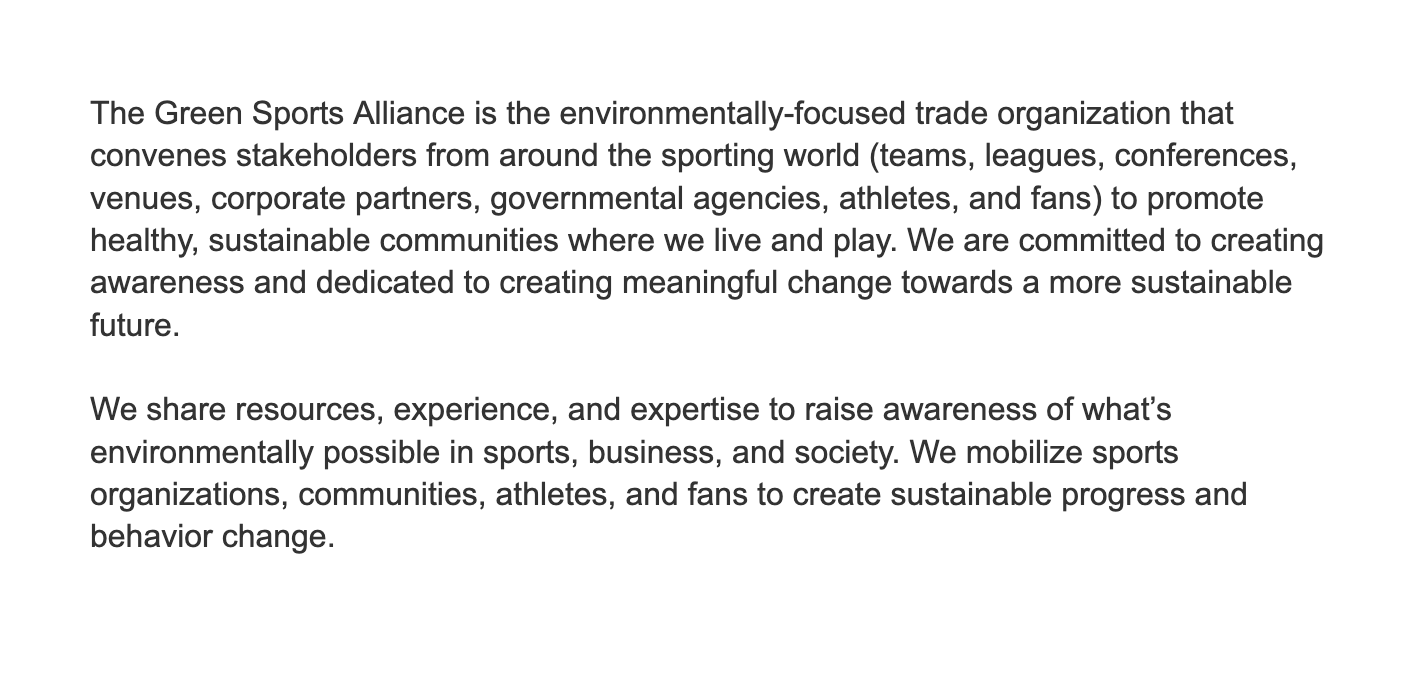 The Green Sports Alliance is the environmentally-focused trade organization that
convenes stakeholders from around the sporting world (teams, leagues, conferences,
venues, corporate partners, governmental agencies, athletes, and fans) to promote
healthy, sustainable communities where we live and play. We are committed to creating
awareness and dedicated to creating meaningful change towards a more sustainable
future.
We share resources, experience, and expertise to raise awareness of what’s
environmentally possible in sports, business, and society. We mobilize sports
organizations, communities, athletes, and fans to create sustainable progress and
behavior change.